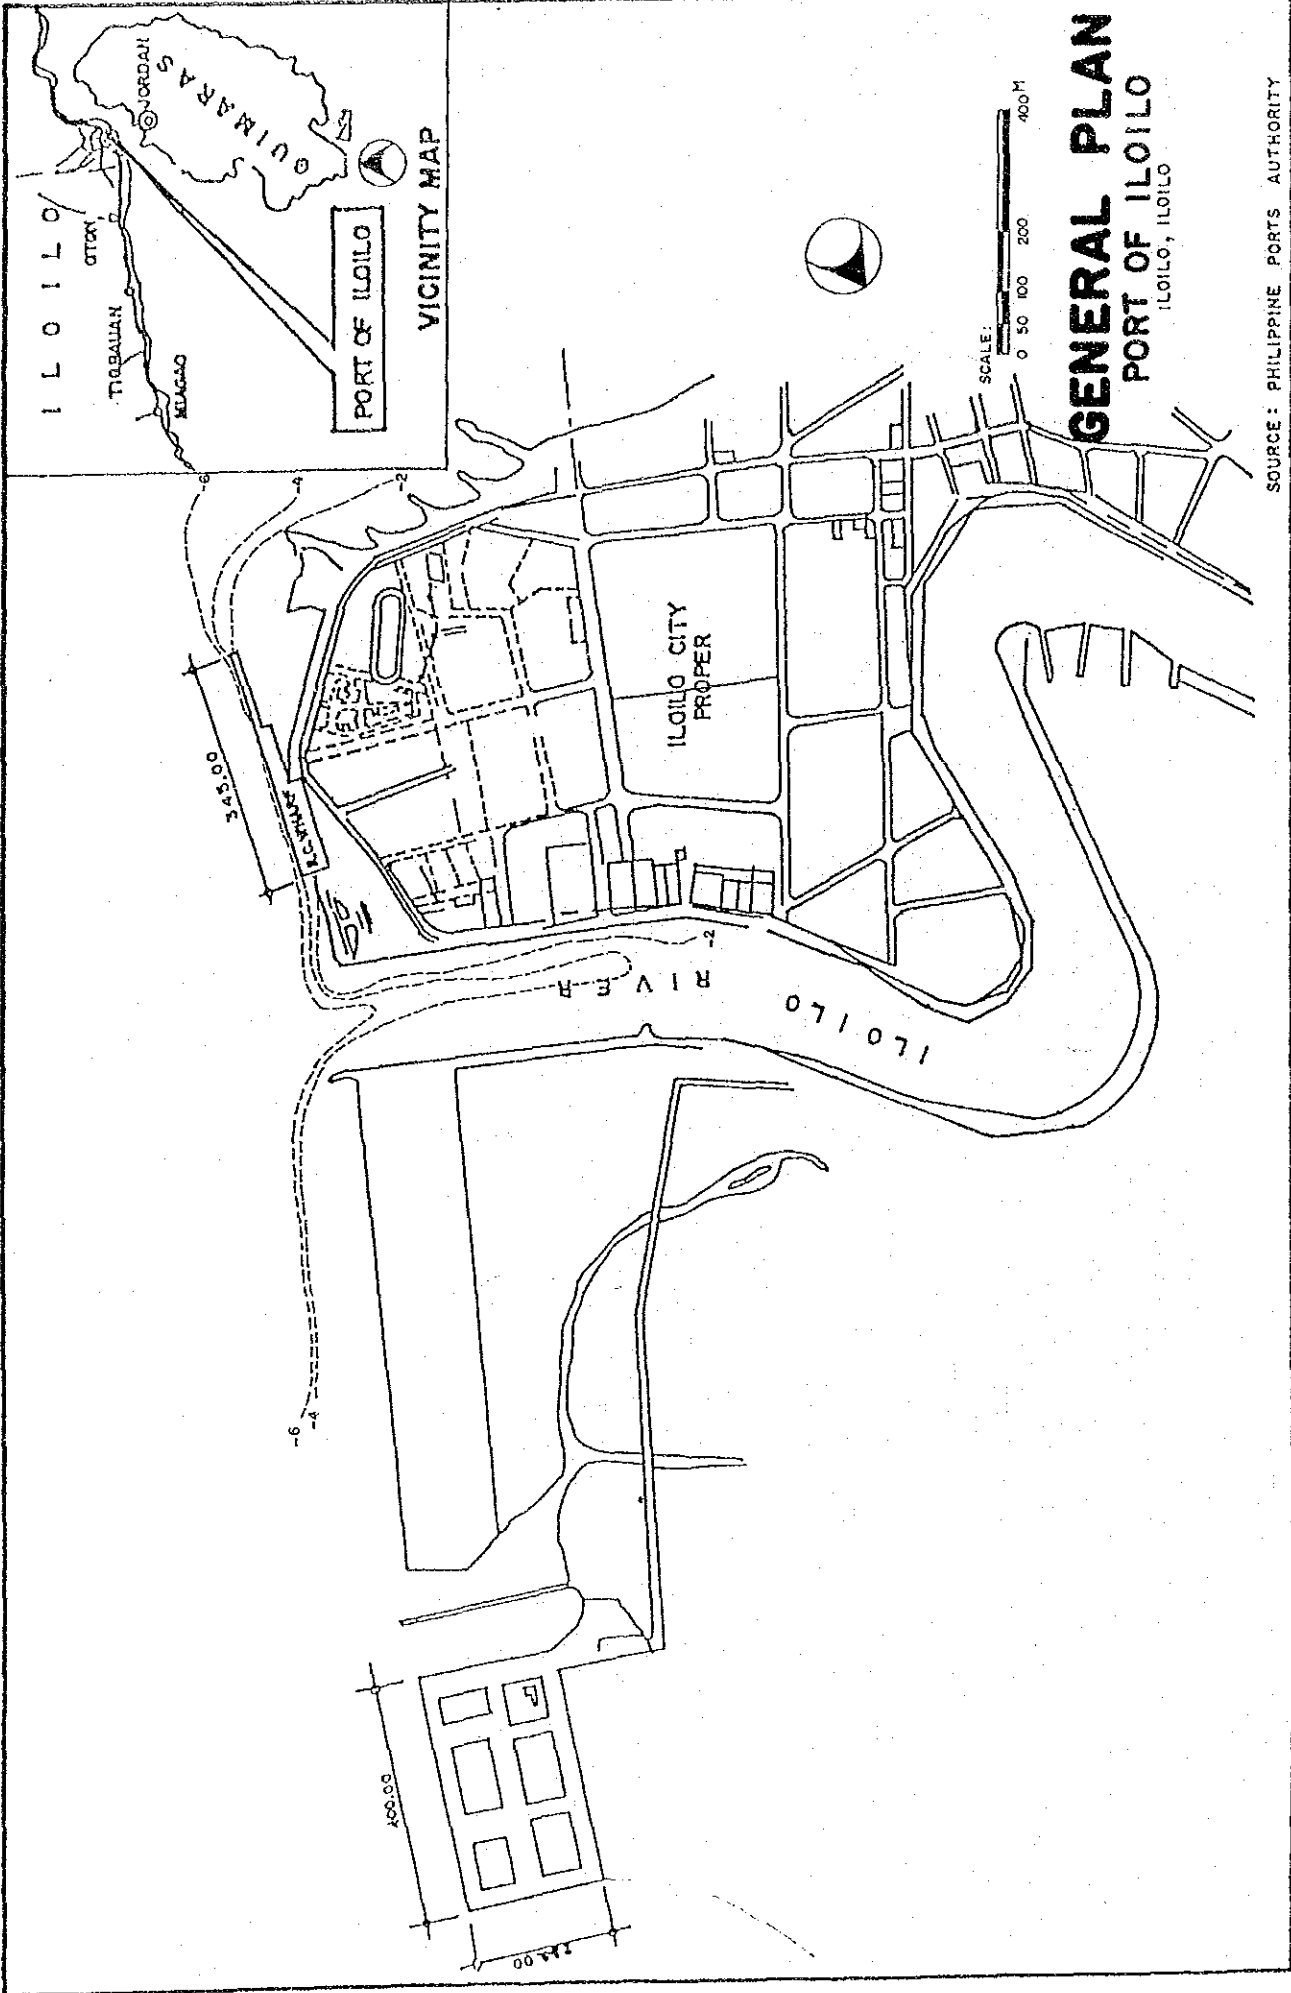 ILOILO
OTON
TIGBAUAN
MIAGAO
JORDAN
GUIMARAS
PORT OF ILOILO
VICINITY MAP
-6
-4
-2
345.00
R.C. WHARF
ILOILO CITY
PROPER
-2
ILOILO RIVER
-6
-4
400.00
SCALE:
0 50 100 200 400 M
GENERAL PLAN
PORT OF ILOILO
ILOILO, ILOILO
SOURCE: PHILIPPINE PORTS AUTHORITY